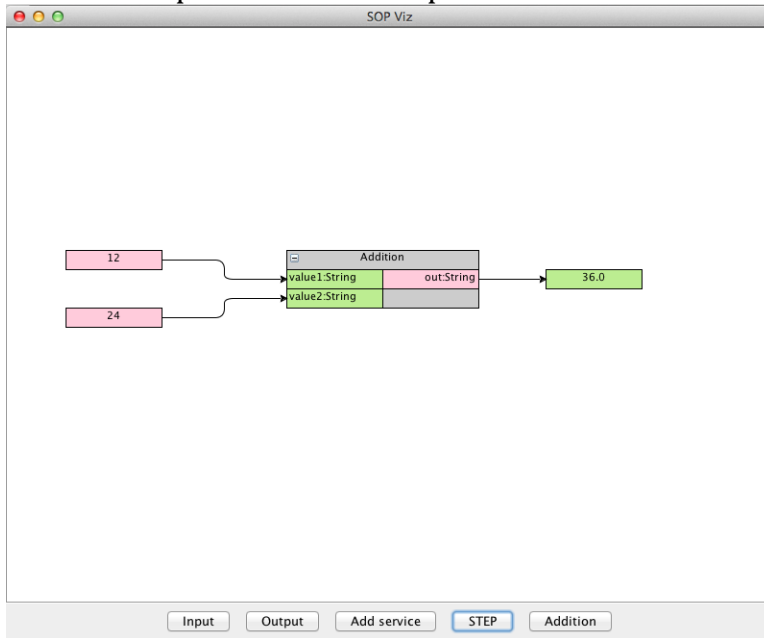 SOP Viz
12
Addition
value1:String
out:String
36.0
value2:String
24
Input
Output
Add service
STEP
Addition